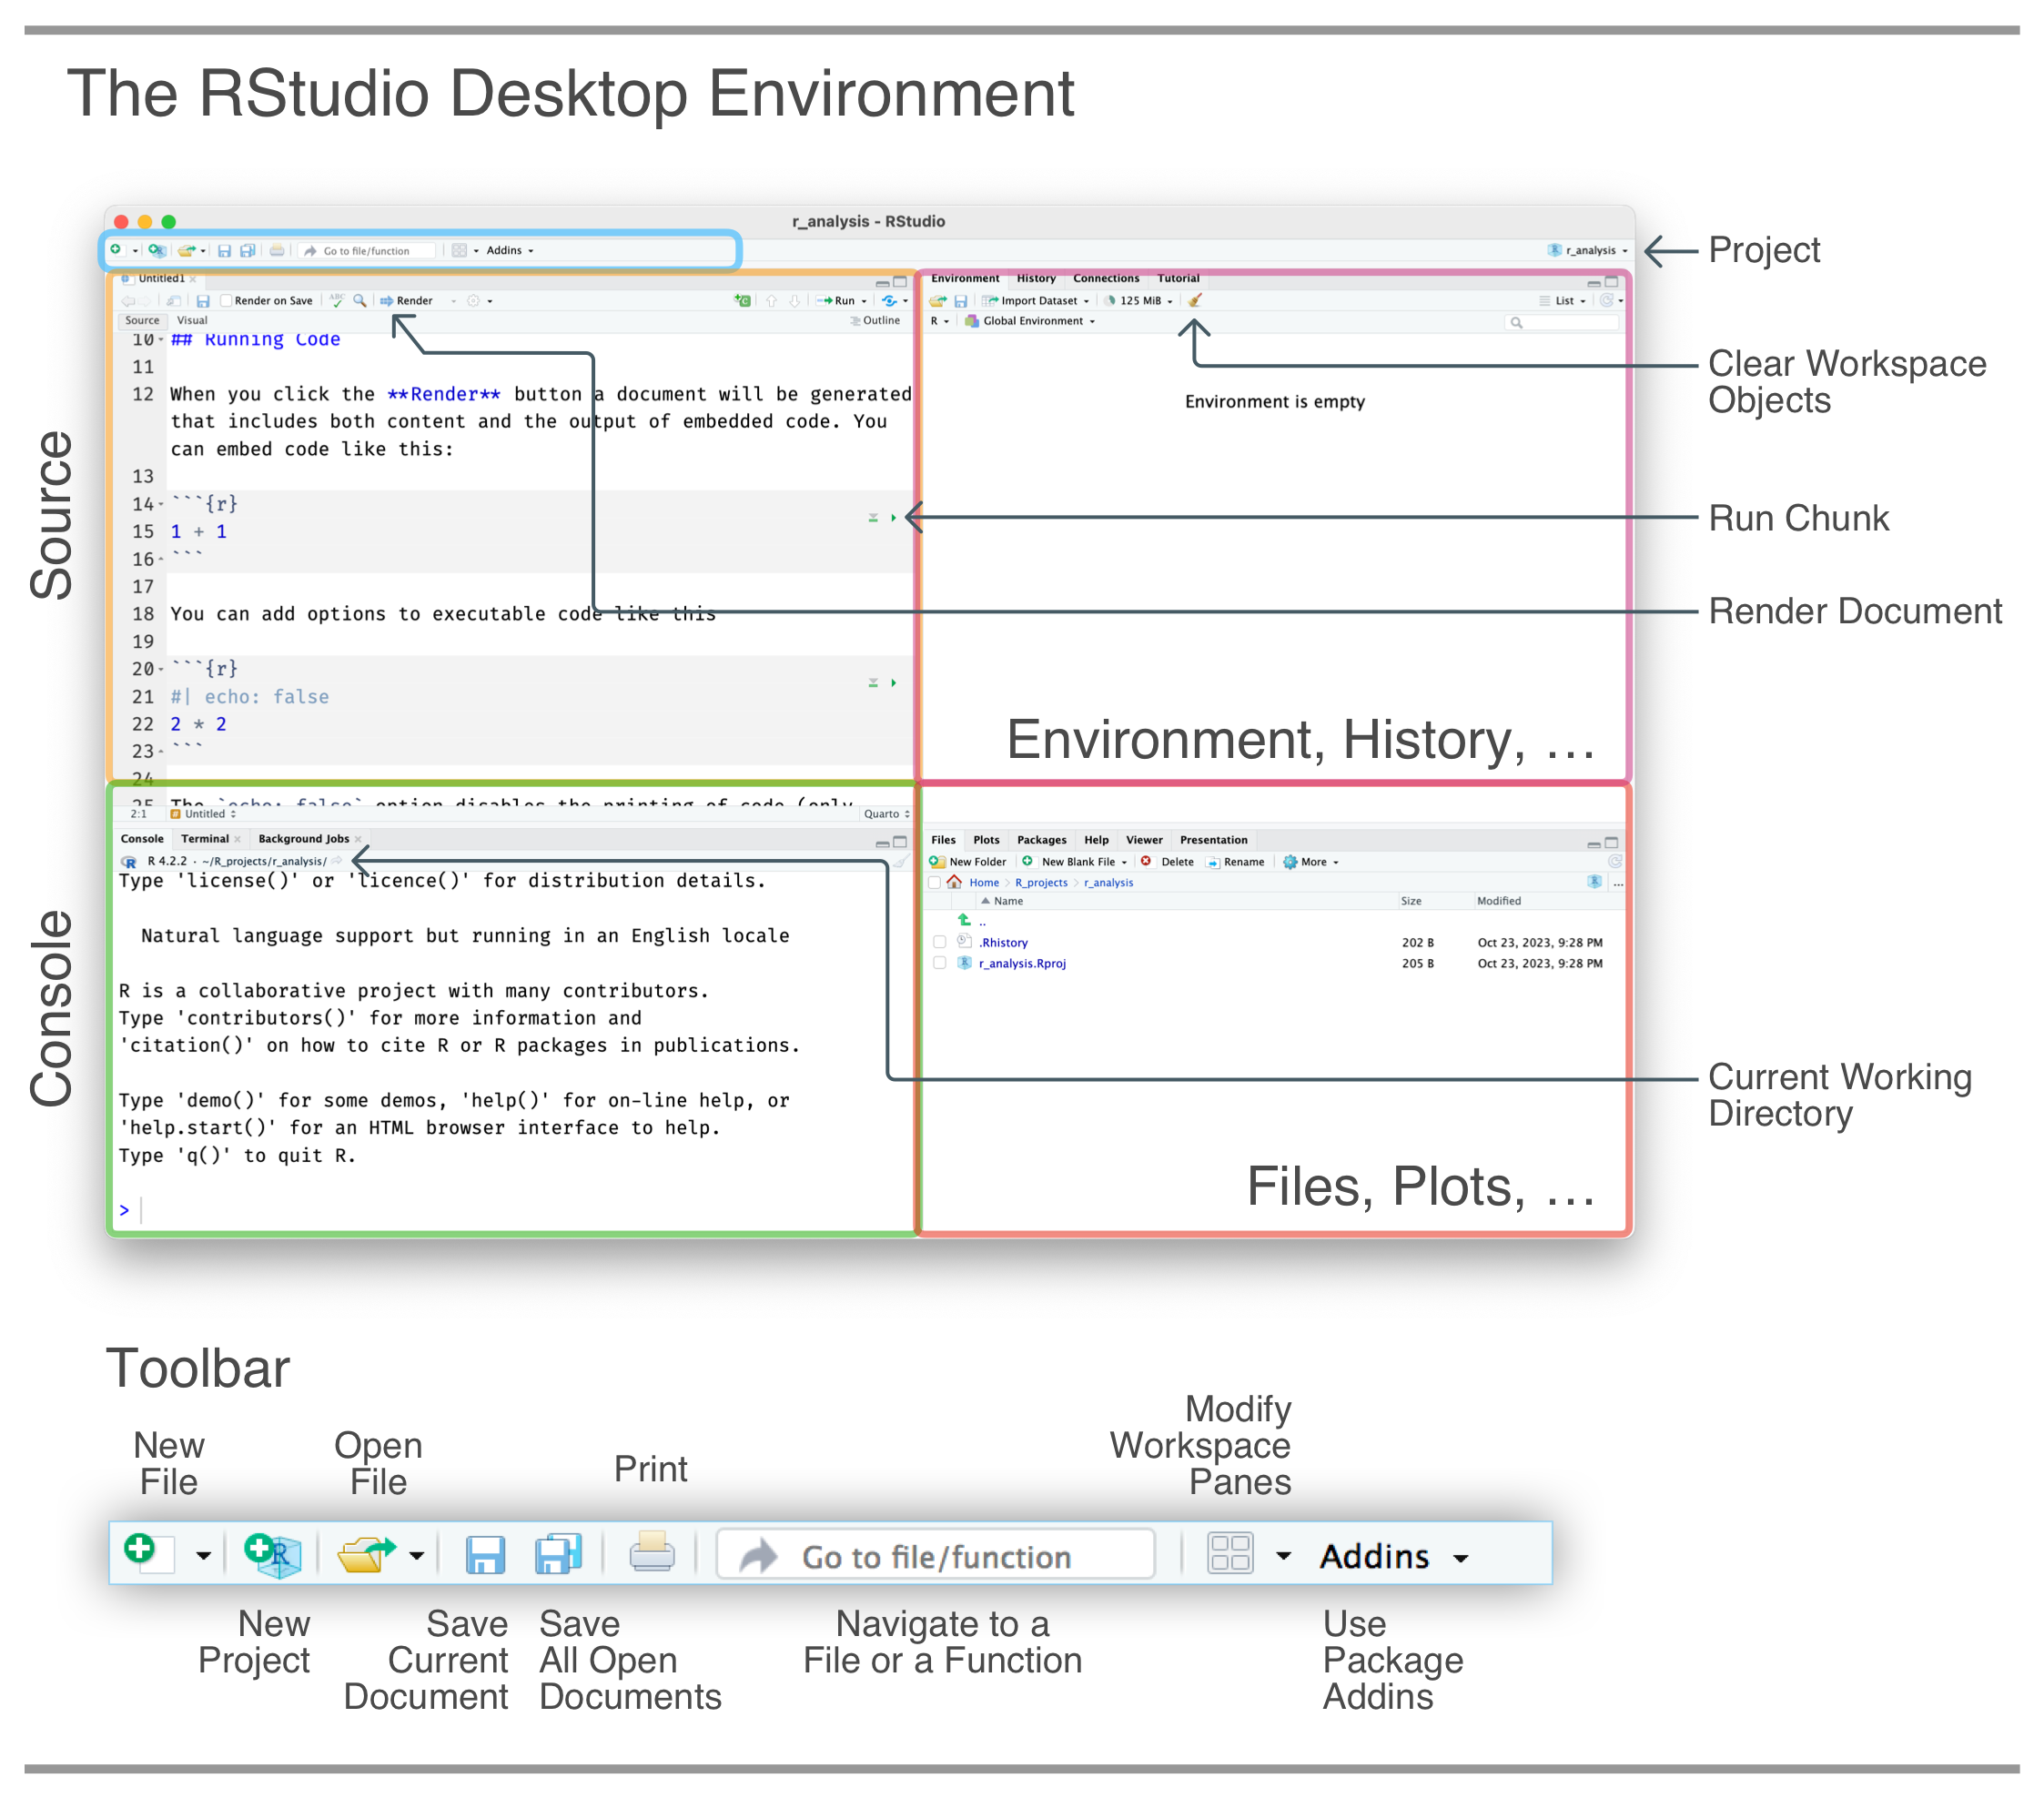 The RStudio Desktop Environment
r_analysis - RStudio
Go to file/function
Addins
r_analysis
Project
Untitled1
Render on Save
ABC
Render
Run
Source
Visual
Outline
10 ## Running Code
11
12 When you click the **Render** button a document will be generated
that includes both content and the output of embedded code. You
can embed code like this:
13
14 ```{r}
15 1 + 1
16 ```
17
18 You can add options to executable code like this
19
20 ```{r}
21 #| echo: false
22 2 * 2
23 ```
24
25 The `echo: false` option disables the printing of code (only
2:1
Untitled
Quarto
Source
Environment
History
Connections
Tutorial
Import Dataset
125 MiB
List
R
Global Environment
Environment is empty
Environment, History, …
Clear Workspace
Objects
Run Chunk
Render Document
Console
Terminal
Background Jobs
R 4.2.2 · ~/R_projects/r_analysis/
Type 'license()' or 'licence()' for distribution details.
Natural language support but running in an English locale
R is a collaborative project with many contributors.
Type 'contributors()' for more information and
'citation()' on how to cite R or R packages in publications.
Type 'demo()' for some demos, 'help()' for on-line help, or
'help.start()' for an HTML browser interface to help.
Type 'q()' to quit R.
>
Console
Files
Plots
Packages
Help
Viewer
Presentation
New Folder
New Blank File
Delete
Rename
More
Home
R_projects
r_analysis
...
Name
Size
Modified
..
.Rhistory
202 B
Oct 23, 2023, 9:28 PM
r_analysis.Rproj
205 B
Oct 23, 2023, 9:28 PM
Files, Plots, …
Current Working
Directory
Toolbar
New
File
Open
File
Print
Modify
Workspace
Panes
R
Go to file/function
Addins
New
Project
Save
Current
Document
Save
All Open
Documents
Navigate to a
File or a Function
Use
Package
Addins